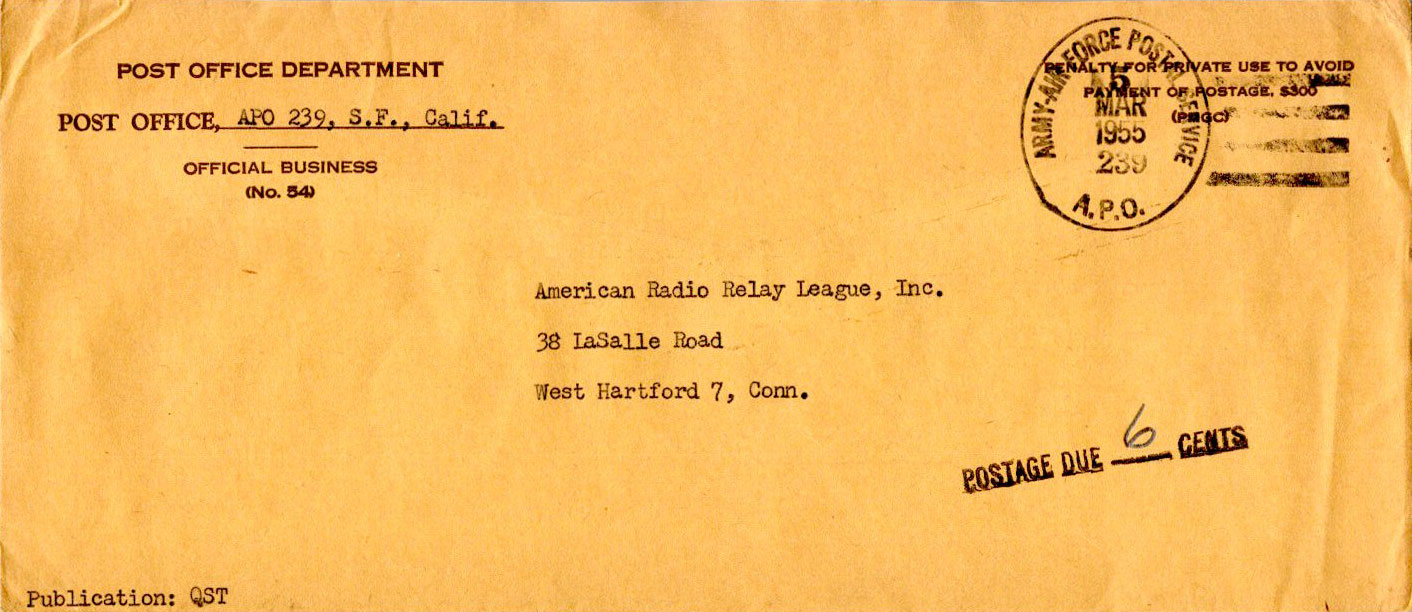 POST OFFICE DEPARTMENT
POST OFFICE, APO 239, S.F., Calif.
OFFICIAL BUSINESS
(No. 54)
ARMY-AIR FORCE POSTAL SERVICE
5
MAR
1955
239
A.P.O.
PENALTY FOR PRIVATE USE TO AVOID
PAYMENT OF POSTAGE, $300
(PMGC)
American Radio Relay League, Inc.
38 LaSalle Road
West Hartford 7, Conn.
POSTAGE DUE 6 CENTS
Publication: QST